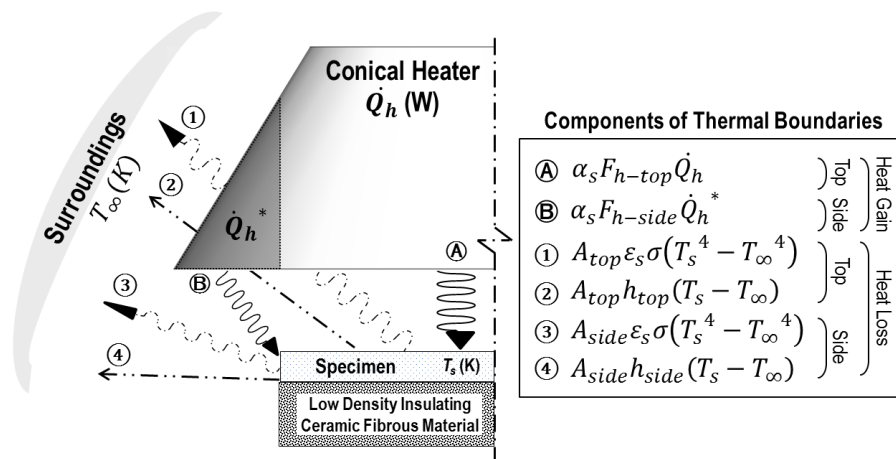 Surroundings
T∞(K)
Conical Heater
Q̇h (W)
①
②
Q̇h*
Ⓐ
Ⓑ
③
④
Specimen Ts (K)
Low Density Insulating
Ceramic Fibrous Material
Components of Thermal Boundaries
Ⓐ αsFh−topQ̇h
Ⓑ αsFh−sideQ̇h*
① Atopεsσ(Ts⁴ − T∞⁴)
② Atophtop(Ts − T∞)
③ Asideεsσ(Ts⁴ − T∞⁴)
④ Asidehside(Ts − T∞)
Top
Side
Heat Gain
Top
Side
Heat Loss